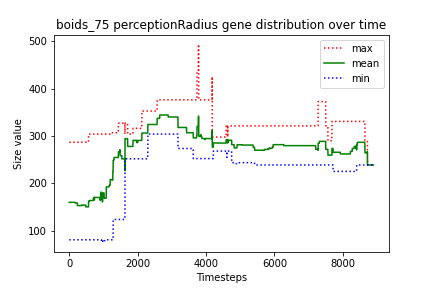 boids_75 perceptionRadius gene distribution over time
500
400
300
200
100
Size value
max
mean
min
0
2000
4000
6000
8000
Timesteps